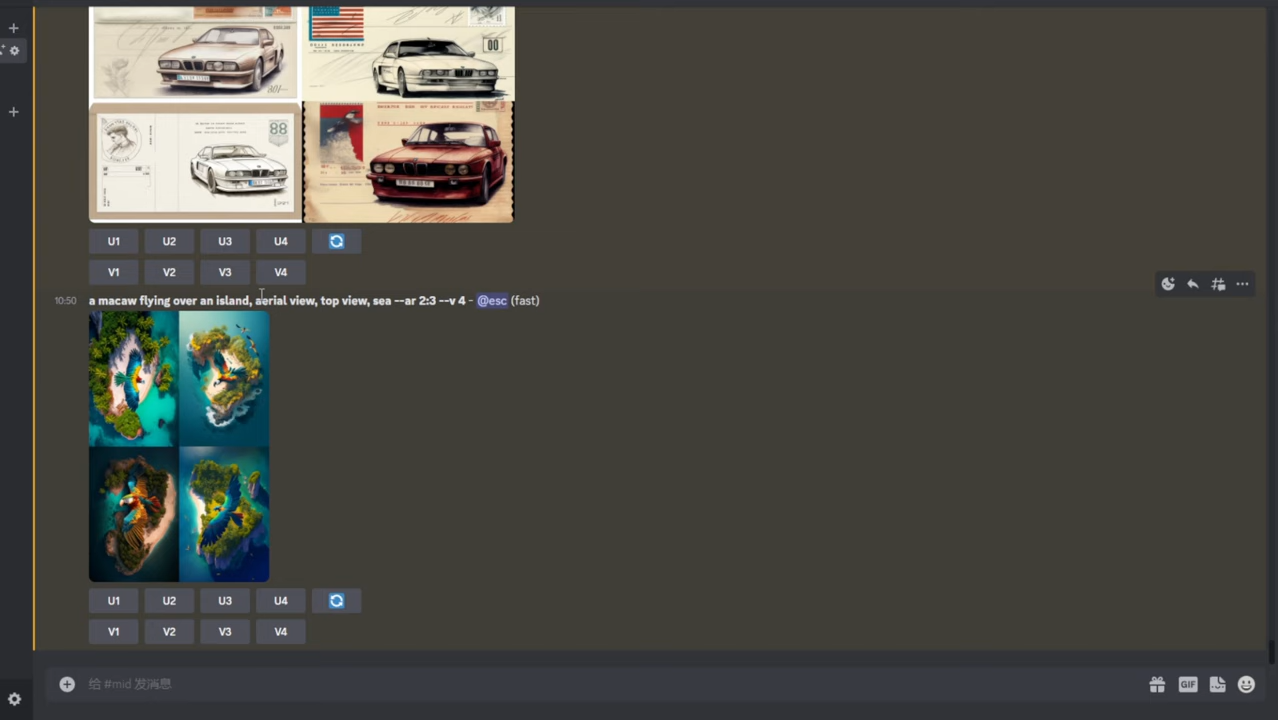 00
88
U1 U2 U3 U4
V1 V2 V3 V4
10:50 a macaw flying over an island, aerial view, top view, sea --ar 2:3 --v 4 - @esc (fast)
U1 U2 U3 U4
V1 V2 V3 V4
给 #mid 发消息
GIF